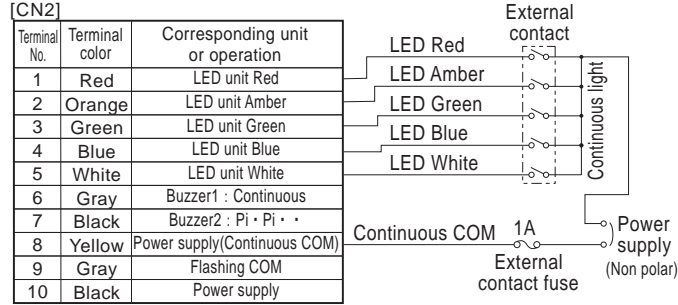 [CN2]
Terminal No. Terminal color Corresponding unit or operation
1 Red LED unit Red
2 Orange LED unit Amber
3 Green LED unit Green
4 Blue LED unit Blue
5 White LED unit White
6 Gray Buzzer1 : Continuous
7 Black Buzzer2 : Pi・Pi・・
8 Yellow Power supply(Continuous COM)
9 Gray Flashing COM
10 Black Power supply
External
contact
LED Red
LED Amber
LED Green
LED Blue
LED White
Continuous light
Continuous COM
1A
External
contact fuse
Power
supply
(Non polar)